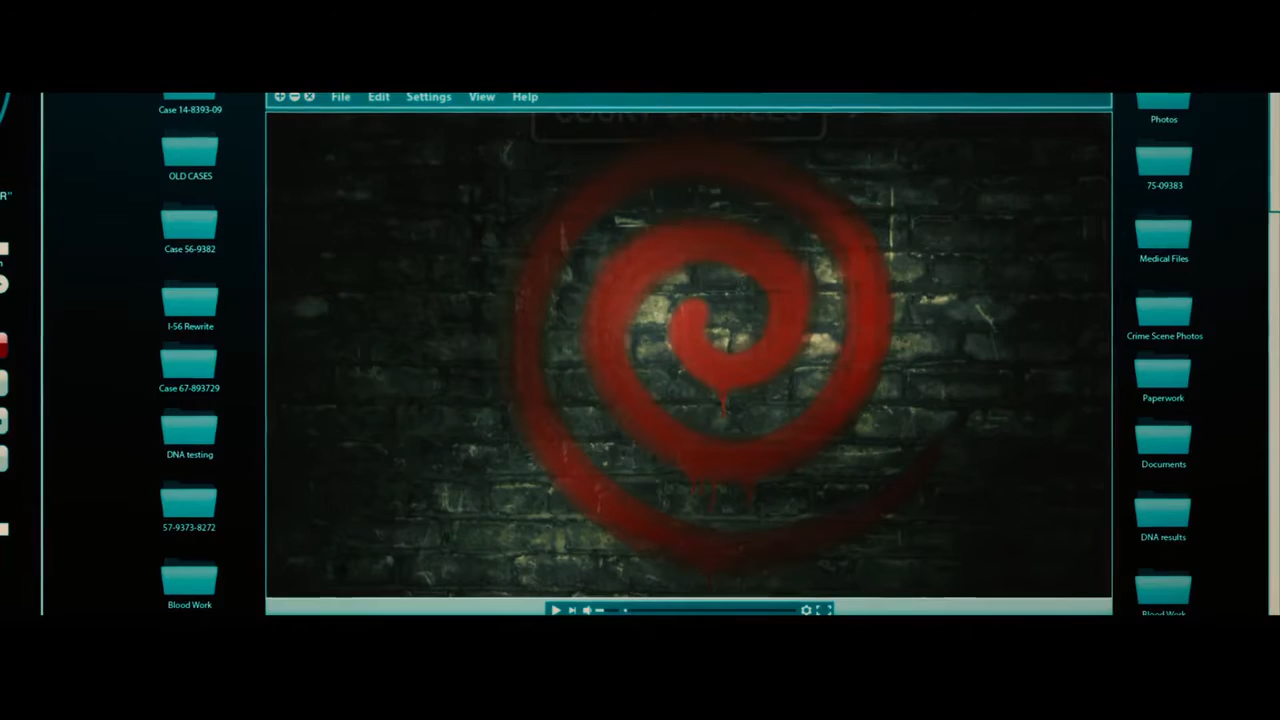 Case 14-8393-09
OLD CASES
Case 56-9382
I-56 Rewrite
Case 67-893729
DNA testing
57-9373-8272
Blood Work
R"
File Edit Settings View Help
Photos
75-09383
Medical Files
Crime Scene Photos
Paperwork
Documents
DNA results
Blood Work